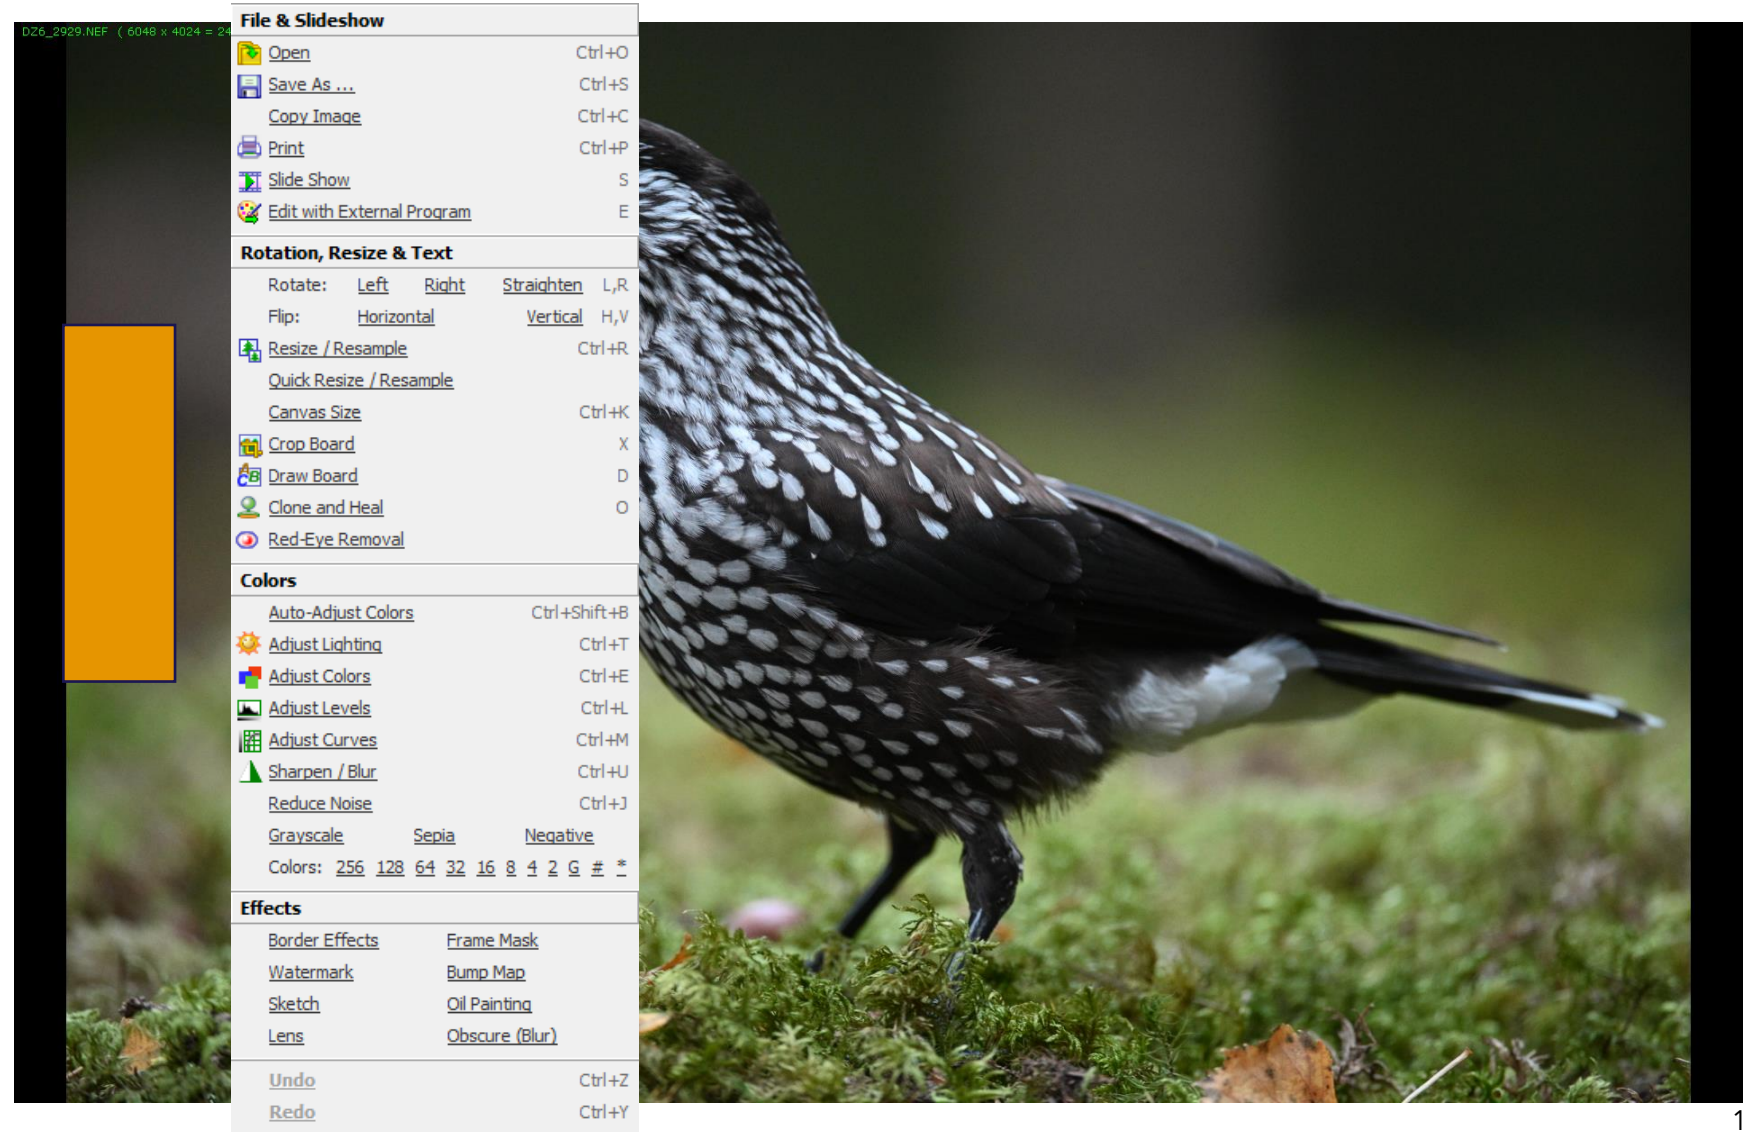 DZ6_2929.NEF ( 6048 x 4024 = 24
File & Slideshow
Open Ctrl+O
Save As ... Ctrl+S
Copy Image Ctrl+C
Print Ctrl+P
Slide Show S
Edit with External Program E
Rotation, Resize & Text
Rotate: Left Right Straighten L,R
Flip: Horizontal Vertical H,V
Resize / Resample Ctrl+R
Quick Resize / Resample
Canvas Size Ctrl+K
Crop Board X
Draw Board D
Clone and Heal O
Red-Eye Removal
Colors
Auto-Adjust Colors Ctrl+Shift+B
Adjust Lighting Ctrl+T
Adjust Colors Ctrl+E
Adjust Levels Ctrl+L
Adjust Curves Ctrl+M
Sharpen / Blur Ctrl+U
Reduce Noise Ctrl+J
Grayscale Sepia Negative
Colors: 256 128 64 32 16 8 4 2 G # *
Effects
Border Effects Frame Mask
Watermark Bump Map
Sketch Oil Painting
Lens Obscure (Blur)
Undo Ctrl+Z
Redo Ctrl+Y
1